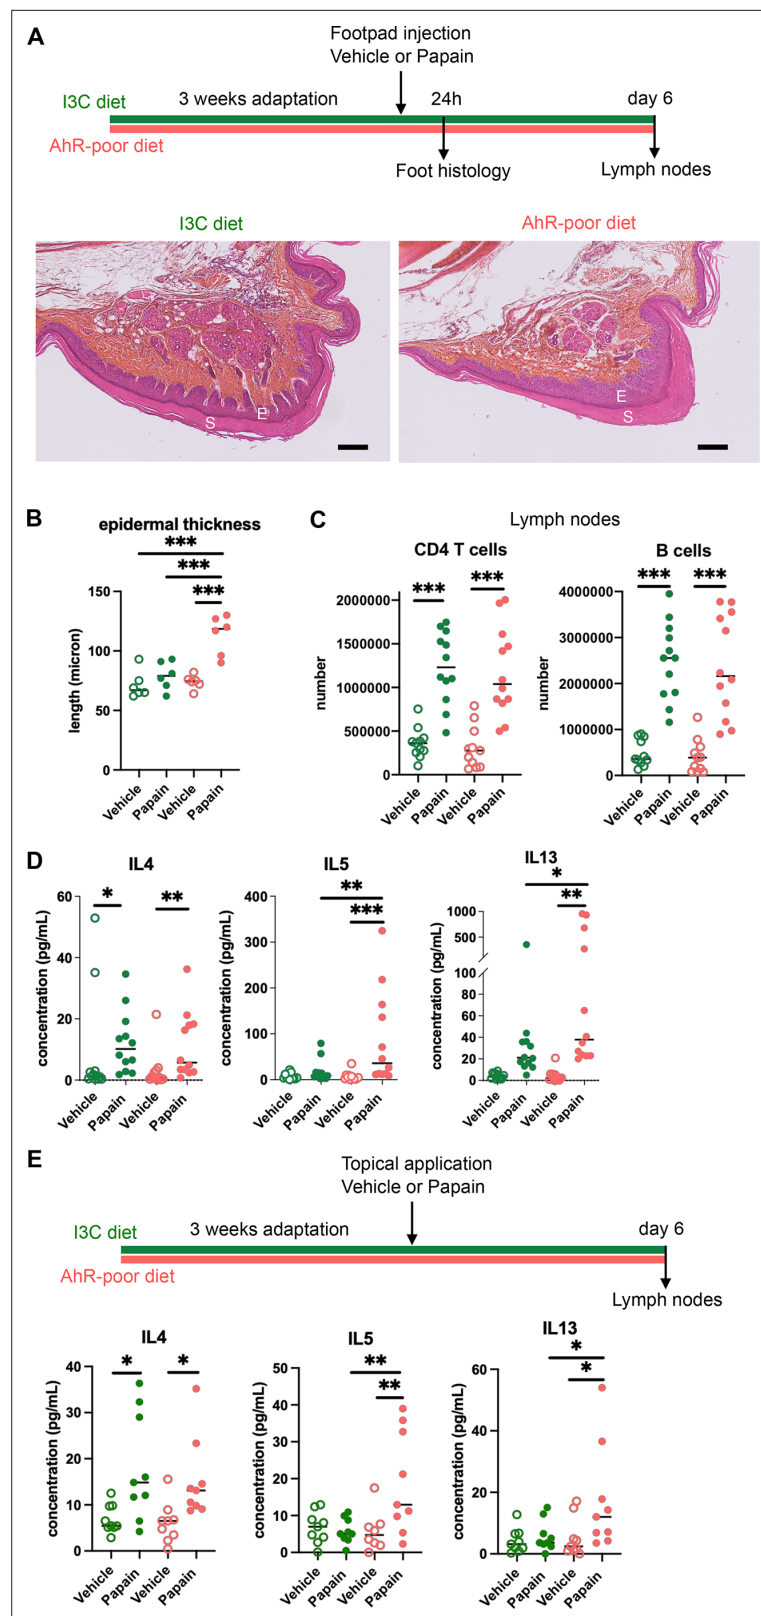 A
Footpad injection
Vehicle or Papain
I3C diet
3 weeks adaptation
24h
day 6
AhR-poor diet
Foot histology
Lymph nodes
I3C diet
AhR-poor diet
S
E
E
S
B
epidermal thickness
***
***
***
length (micron)
150
100
50
0
Vehicle
Papain
Vehicle
Papain
C
Lymph nodes
CD4 T cells
***
***
number
2000000
1500000
1000000
500000
0
Vehicle
Papain
Vehicle
Papain
B cells
***
***
number
4000000
3000000
2000000
1000000
0
Vehicle
Papain
Vehicle
Papain
D
IL4
*
**
concentration (pg/mL)
60
40
20
0
Vehicle
Papain
Vehicle
Papain
IL5
**
***
concentration (pg/mL)
400
300
200
100
0
Vehicle
Papain
Vehicle
Papain
IL13
*
**
concentration (pg/mL)
1000
500
100
80
60
40
20
0
Vehicle
Papain
Vehicle
Papain
E
Topical application
Vehicle or Papain
I3C diet
3 weeks adaptation
day 6
AhR-poor diet
Lymph nodes
IL4
*
*
concentration (pg/mL)
40
30
20
10
0
Vehicle
Papain
Vehicle
Papain
IL5
**
**
concentration (pg/mL)
50
40
30
20
10
0
Vehicle
Papain
Vehicle
Papain
IL13
*
*
concentration (pg/mL)
60
40
20
0
Vehicle
Papain
Vehicle
Papain